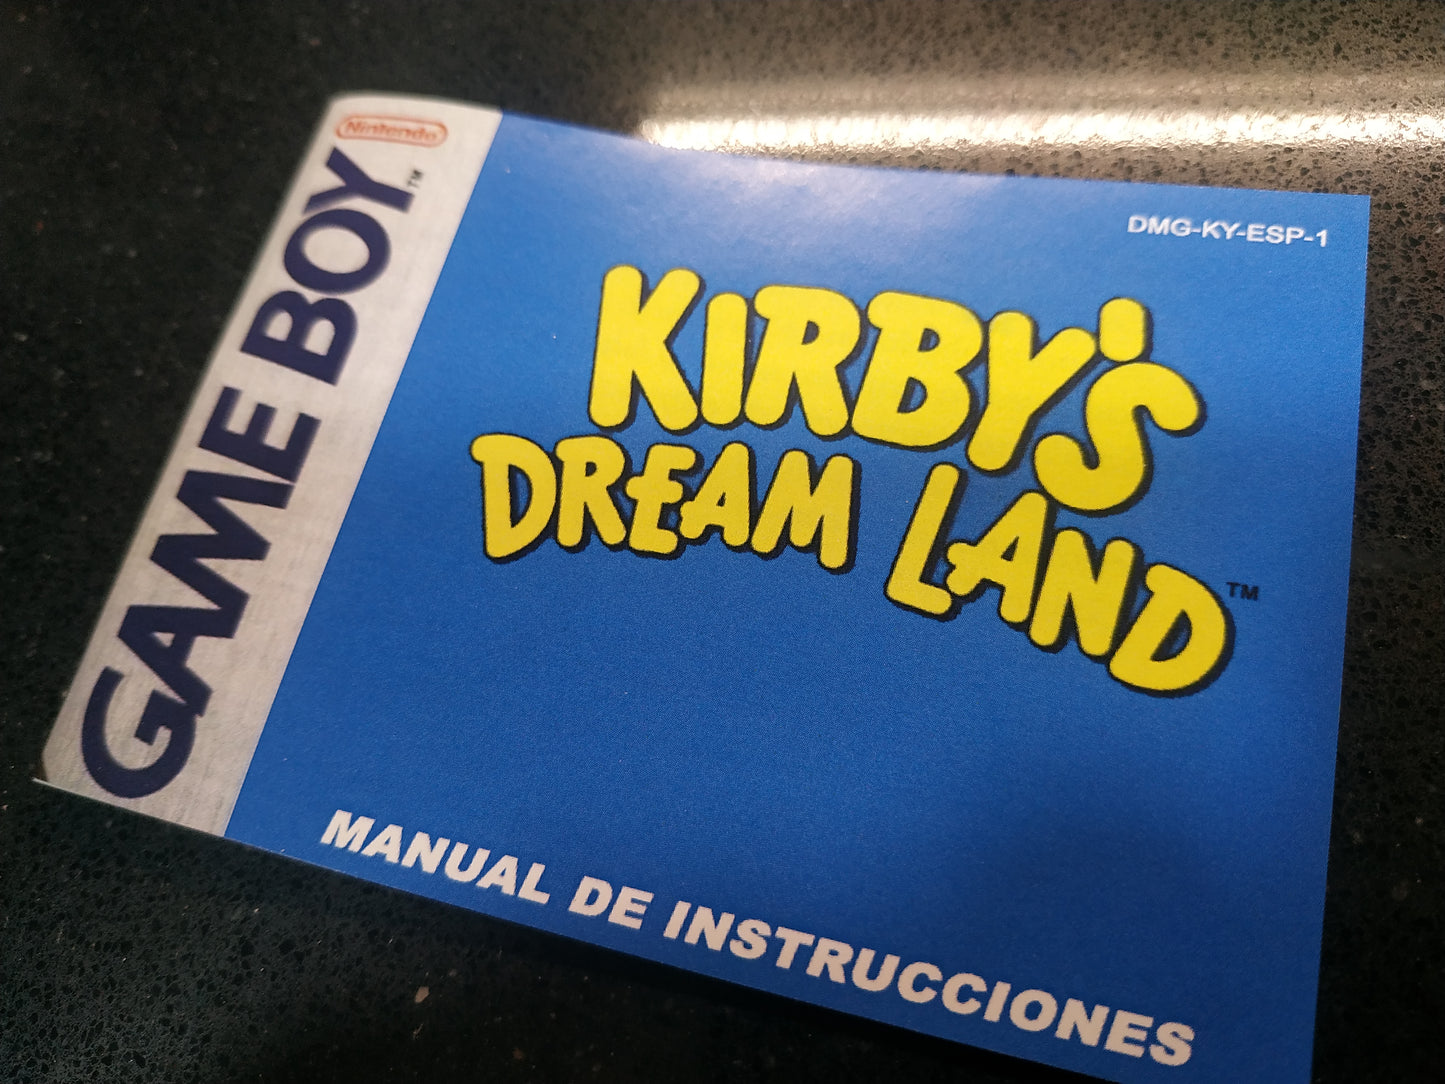 Nintendo
GAME BOY™
DMG-KY-ESP-1
KIRBY'S
DREAM LAND™
MANUAL DE INSTRUCCIONES